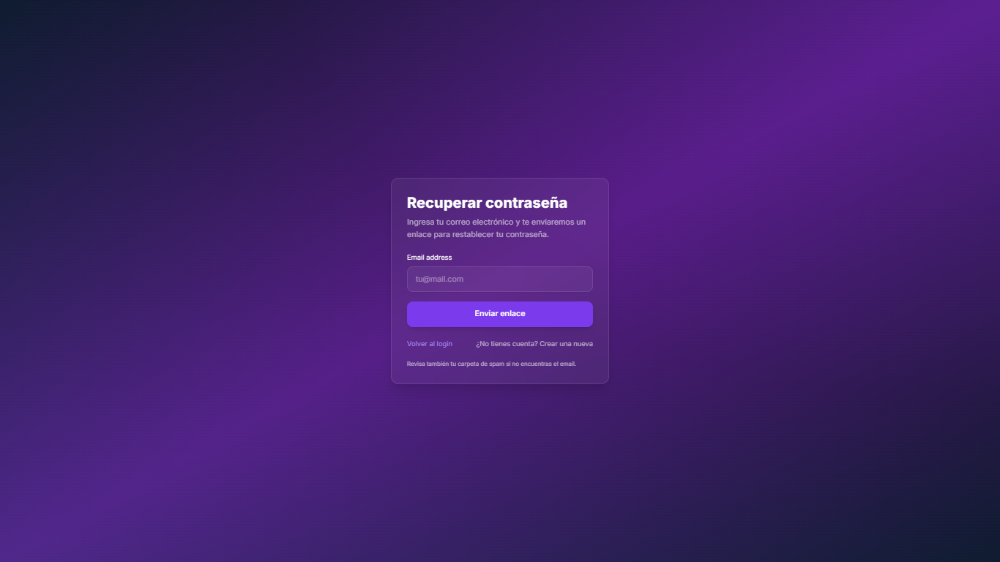 Recuperar contraseña
Ingresa tu correo electrónico y te enviaremos un
enlace para restablecer tu contraseña.
Email address
tu@mail.com
Enviar enlace
Volver al login ¿No tienes cuenta? Crear una nueva
Revisa también tu carpeta de spam si no encuentras el email.